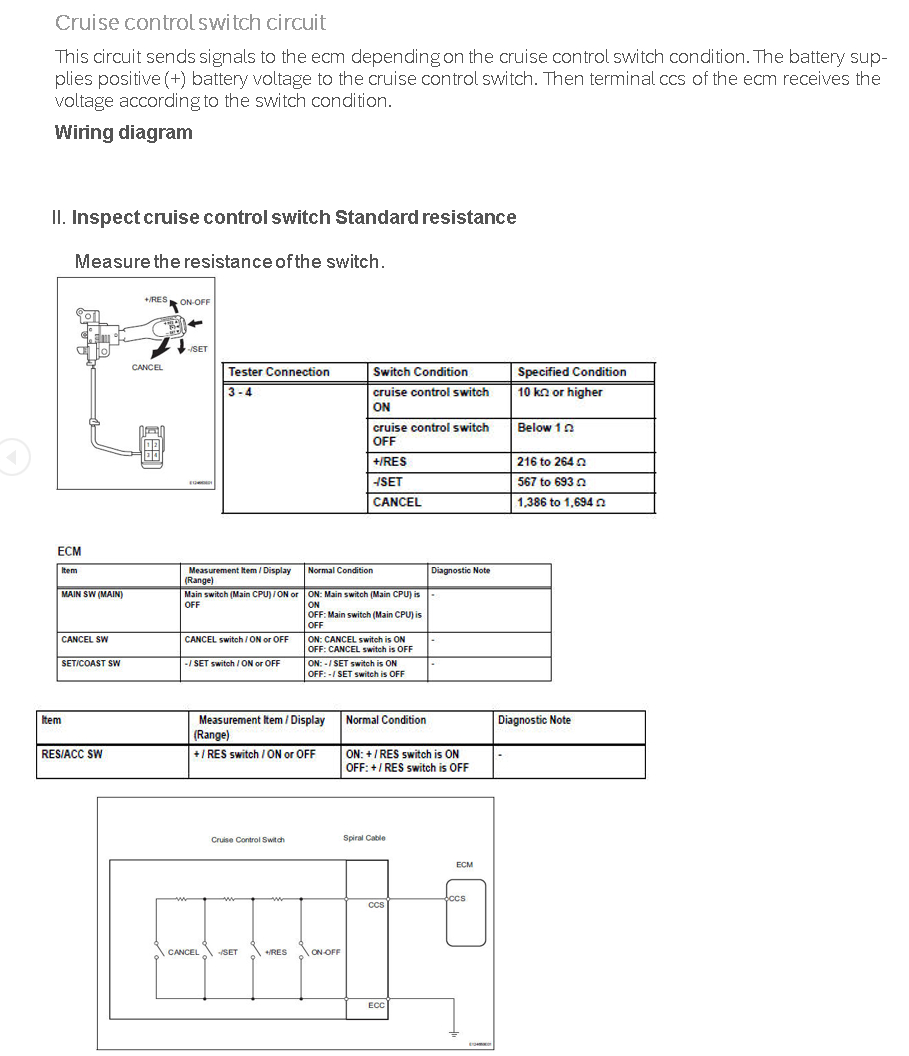 Cruise control switch circuit
This circuit sends signals to the ecm depending on the cruise control switch condition. The battery sup-
plies positive (+) battery voltage to the cruise control switch. Then terminal ccs of the ecm receives the
voltage according to the switch condition.
Wiring diagram
II. Inspect cruise control switch Standard resistance
Measure the resistance of the switch.
+/RES
ON-OFF
-/SET
CANCEL
1 2
3 4
Tester Connection Switch Condition Specified Condition
3 - 4 cruise control switch 10 kΩ or higher
ON
cruise control switch Below 1 Ω
OFF
+/RES 216 to 264 Ω
-/SET 567 to 693 Ω
CANCEL 1,386 to 1,694 Ω
ECM
Item Measurement Item / Display Normal Condition Diagnostic Note
(Range)
MAIN SW (MAIN) Main switch (Main CPU) / ON or ON: Main switch (Main CPU) is -
OFF ON
OFF: Main switch (Main CPU) is
OFF
CANCEL SW CANCEL switch / ON or OFF ON: CANCEL switch is ON -
OFF: CANCEL switch is OFF
SET/COAST SW -/ SET switch / ON or OFF ON: - / SET switch is ON -
OFF: - / SET switch is OFF
Item Measurement Item / Display Normal Condition Diagnostic Note
(Range)
RES/ACC SW + / RES switch / ON or OFF ON: + / RES switch is ON -
OFF: + / RES switch is OFF
Cruise Control Switch Spiral Cable
ECM
CCS CCS
CANCEL -/SET +/RES ON-OFF
ECC